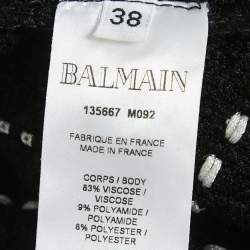 38
BALMAIN
135667 M092
FABRIQUE EN FRANCE
MADE IN FRANCE
CORPS / BODY
83% VISCOSE /
VISCOSE
9% POLYAMIDE /
POLYAMIDE
8% POLYESTER /
POLYESTER